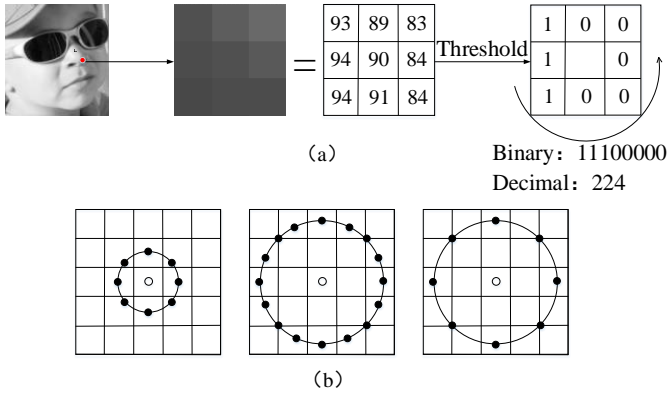 93 89 83
94 90 84
94 91 84
=
Threshold
1 0 0
1 0
1 0 0
(a)
Binary：11100000
Decimal：224
(b)